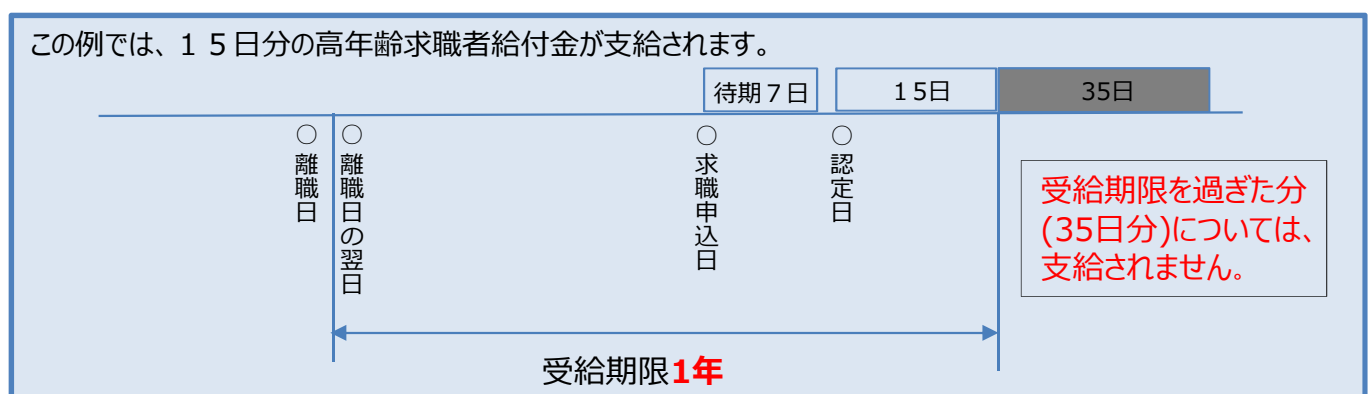 この例では、１５日分の高年齢求職者給付金が支給されます。
待期７日
１５日
35日
○離職日
○離職日の翌日
○求職申込日
○認定日
受給期限を過ぎた分
(35日分)については、
支給されません。
受給期限1年